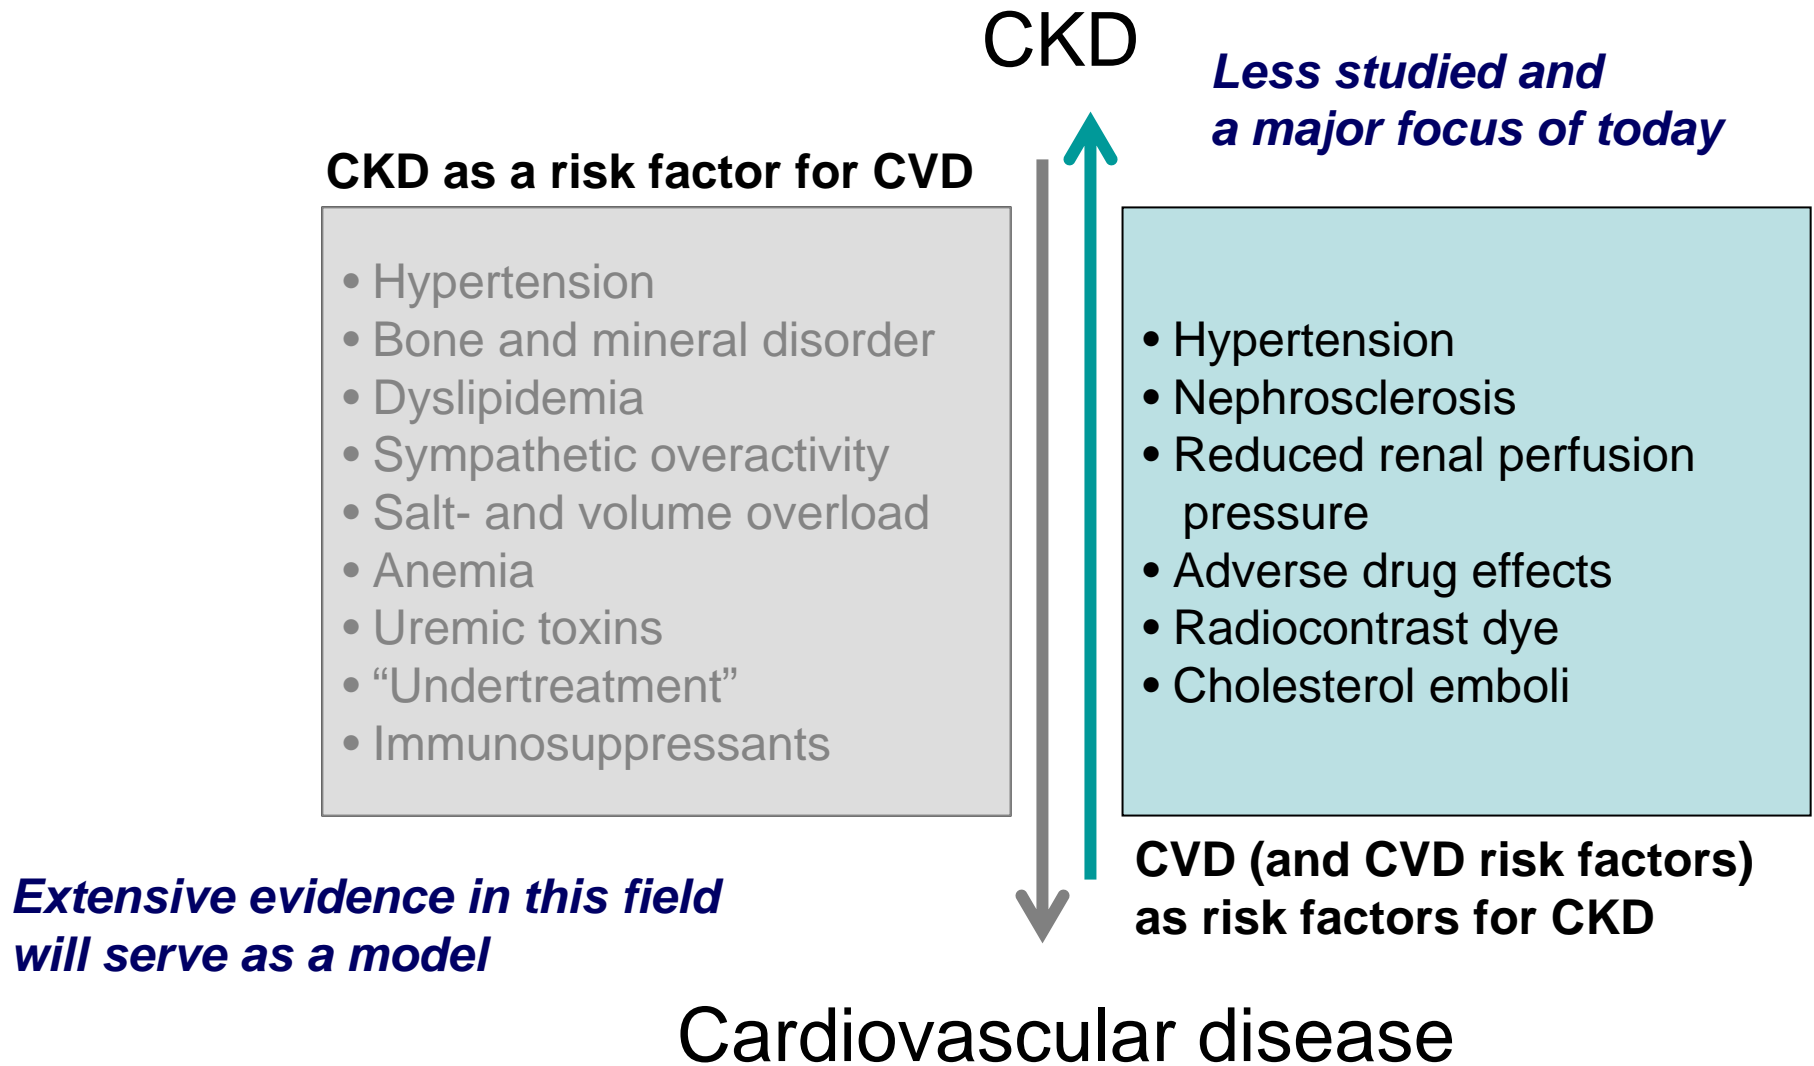 CKD
Less studied and
a major focus of today
CKD as a risk factor for CVD
• Hypertension
• Bone and mineral disorder
• Dyslipidemia
• Sympathetic overactivity
• Salt- and volume overload
• Anemia
• Uremic toxins
• “Undertreatment”
• Immunosuppressants
• Hypertension
• Nephrosclerosis
• Reduced renal perfusion
pressure
• Adverse drug effects
• Radiocontrast dye
• Cholesterol emboli
CVD (and CVD risk factors)
as risk factors for CKD
Extensive evidence in this field
will serve as a model
Cardiovascular disease